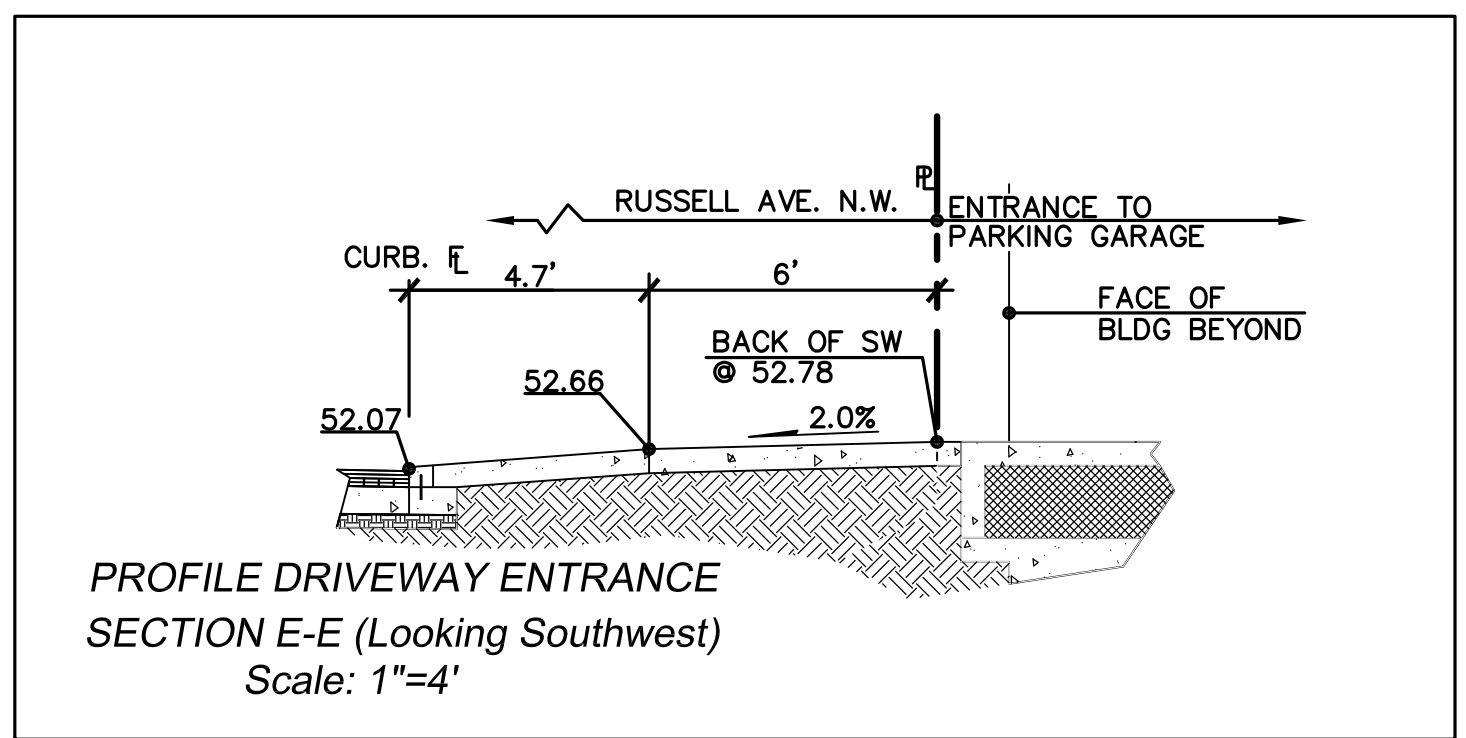 PL
RUSSELL AVE. N.W.
ENTRANCE TO
PARKING GARAGE
CURB. FL
4.7'
6'
FACE OF
BLDG BEYOND
BACK OF SW
@ 52.78
52.66
2.0%
52.07
PROFILE DRIVEWAY ENTRANCE
SECTION E-E (Looking Southwest)
Scale: 1"=4'